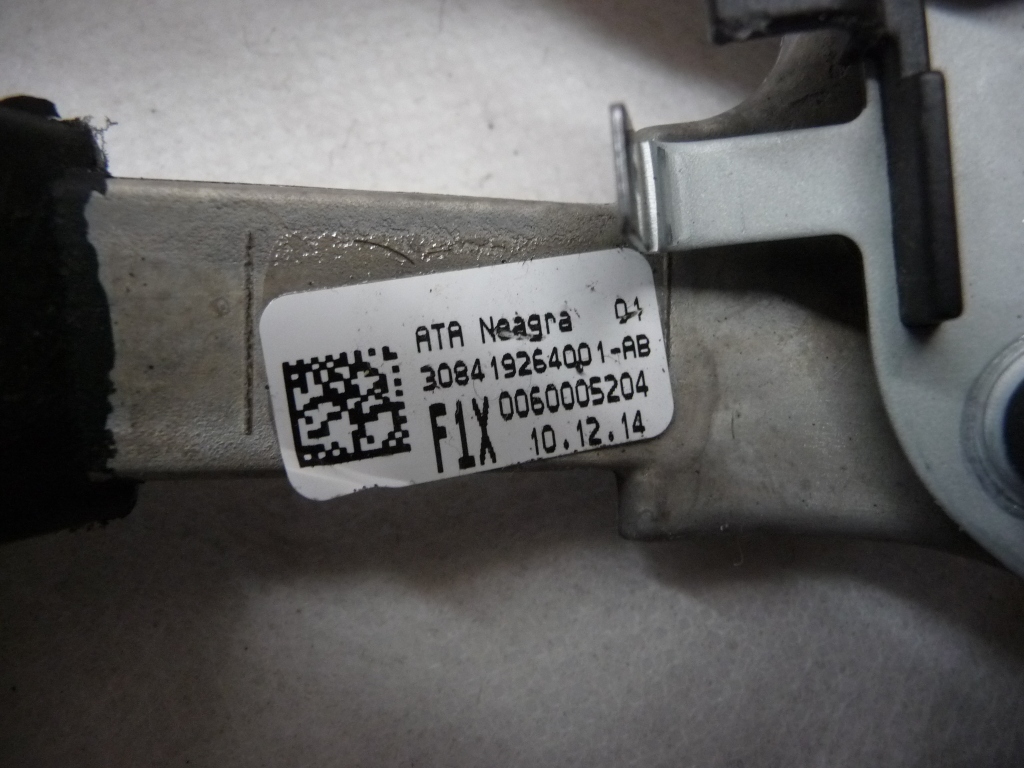 ATA Neagra 01
308419264001-AB
F1X 0060005204
10.12.14